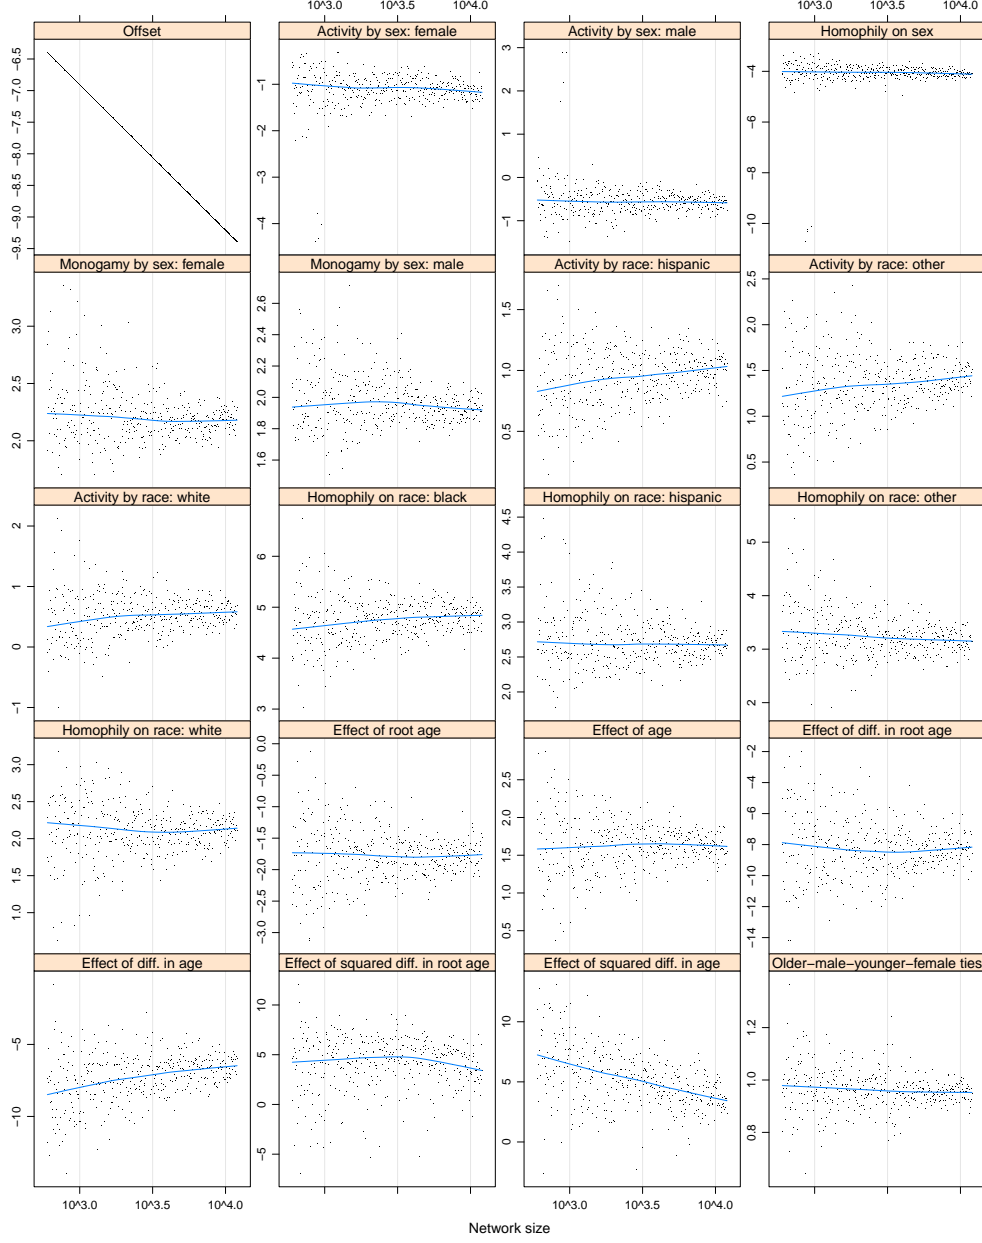 10^3.0 10^3.5 10^4.0 10^3.0 10^3.5 10^4.0
Offset Activity by sex: female Activity by sex: male Homophily on sex
−6.5 −7.0 −7.5 −8.0 −8.5 −9.0 −9.5
−1 −2 −3 −4
3 2 1 0 −1
−4 −6 −8 −10
Monogamy by sex: female Monogamy by sex: male Activity by race: hispanic Activity by race: other
3.0 2.5 2.0
2.6 2.4 2.2 2.0 1.8 1.6
1.5 1.0 0.5
2.5 2.0 1.5 1.0 0.5
Activity by race: white Homophily on race: black Homophily on race: hispanic Homophily on race: other
2 1 0 −1
6 5 4 3
4.5 4.0 3.5 3.0 2.5 2.0
5 4 3 2
Homophily on race: white Effect of root age Effect of age Effect of diff. in root age
3.0 2.5 2.0 1.5 1.0
0.0 −0.5 −1.0 −1.5 −2.0 −2.5 −3.0
2.5 2.0 1.5 1.0 0.5
−2 −4 −6 −8 −10 −12 −14
Effect of diff. in age Effect of squared diff. in root age Effect of squared diff. in age Older−male−younger−female ties
−5 −10
10 5 0 −5
10 5 0
1.2 1.0 0.8
10^3.0 10^3.5 10^4.0 10^3.0 10^3.5 10^4.0
Network size